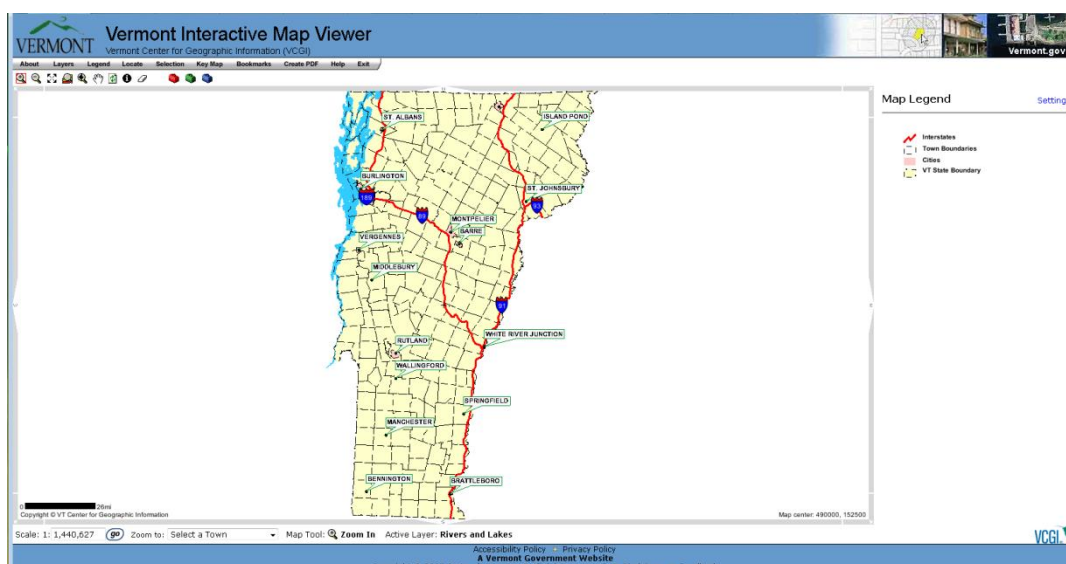 VERMONT
Vermont Interactive Map Viewer
Vermont Center for Geographic Information (VCGI)
Vermont.gov
About Layers Legend Locate Selection Key Map Bookmarks Create PDF Help Exit
Map Legend
Setting
Interstates
Town Boundaries
Cities
VT State Boundary
ST. ALBANS
ISLAND POND
BURLINGTON
189
89
ST. JOHNSBURY
93
MONTPELIER
BARRE
VERGENNES
MIDDLEBURY
91
WHITE RIVER JUNCTION
RUTLAND
WALLINGFORD
SPRINGFIELD
MANCHESTER
BENNINGTON
BRATTLEBORO
0 26mi
Copyright © VT Center for Geographic Information
Map center: 490000, 152500
Scale: 1: 1,440,627 go Zoom to: Select a Town Map Tool: Zoom In Active Layer: Rivers and Lakes
VCGI
Accessibility Policy - Privacy Policy
A Vermont Government Website